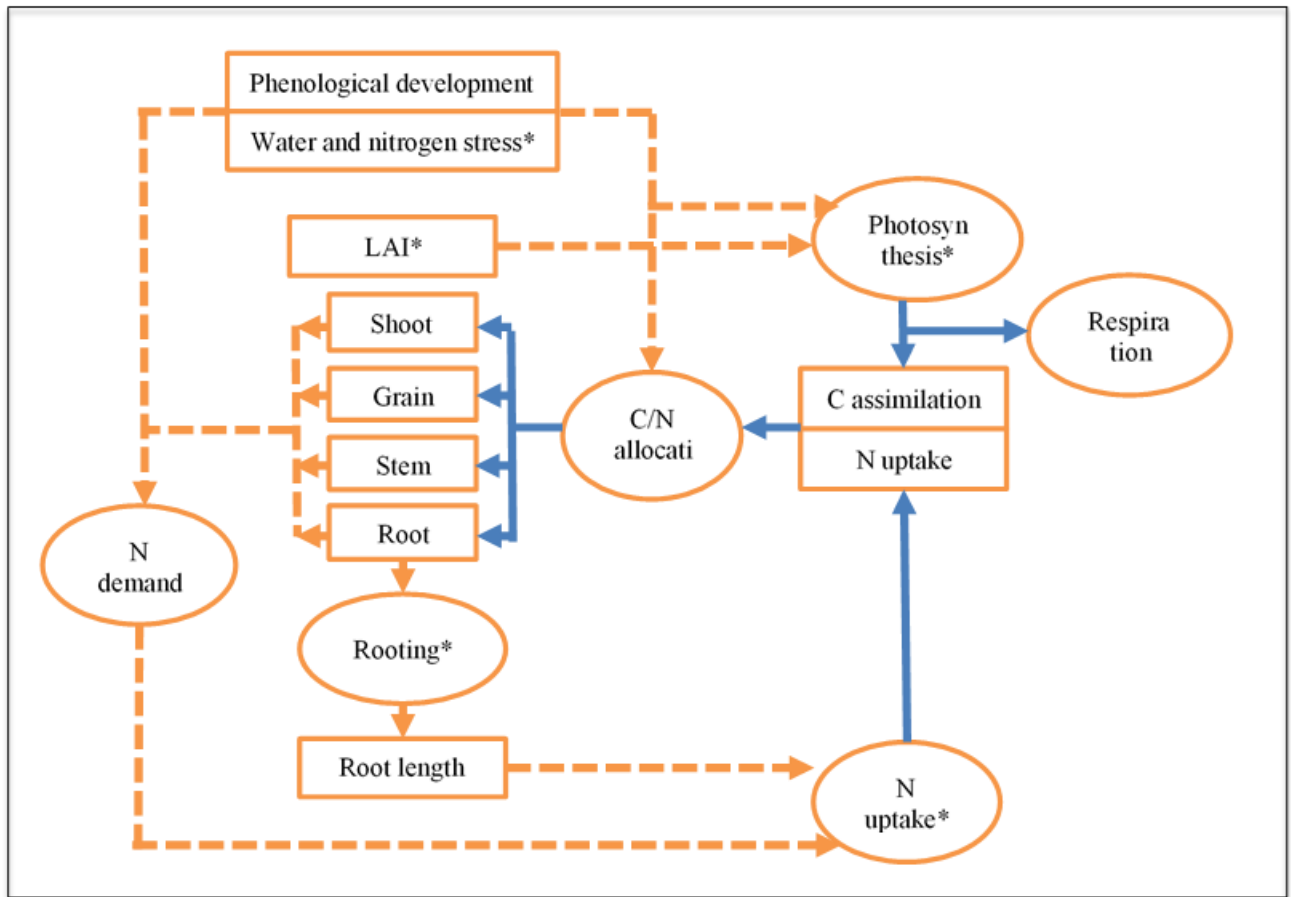 Phenological development
Water and nitrogen stress*
LAI*
Photosyn
thesis*
Shoot
Respira
tion
Grain
C/N
allocati
C assimilation
Stem
N uptake
Root
N
demand
Rooting*
Root length
N
uptake*